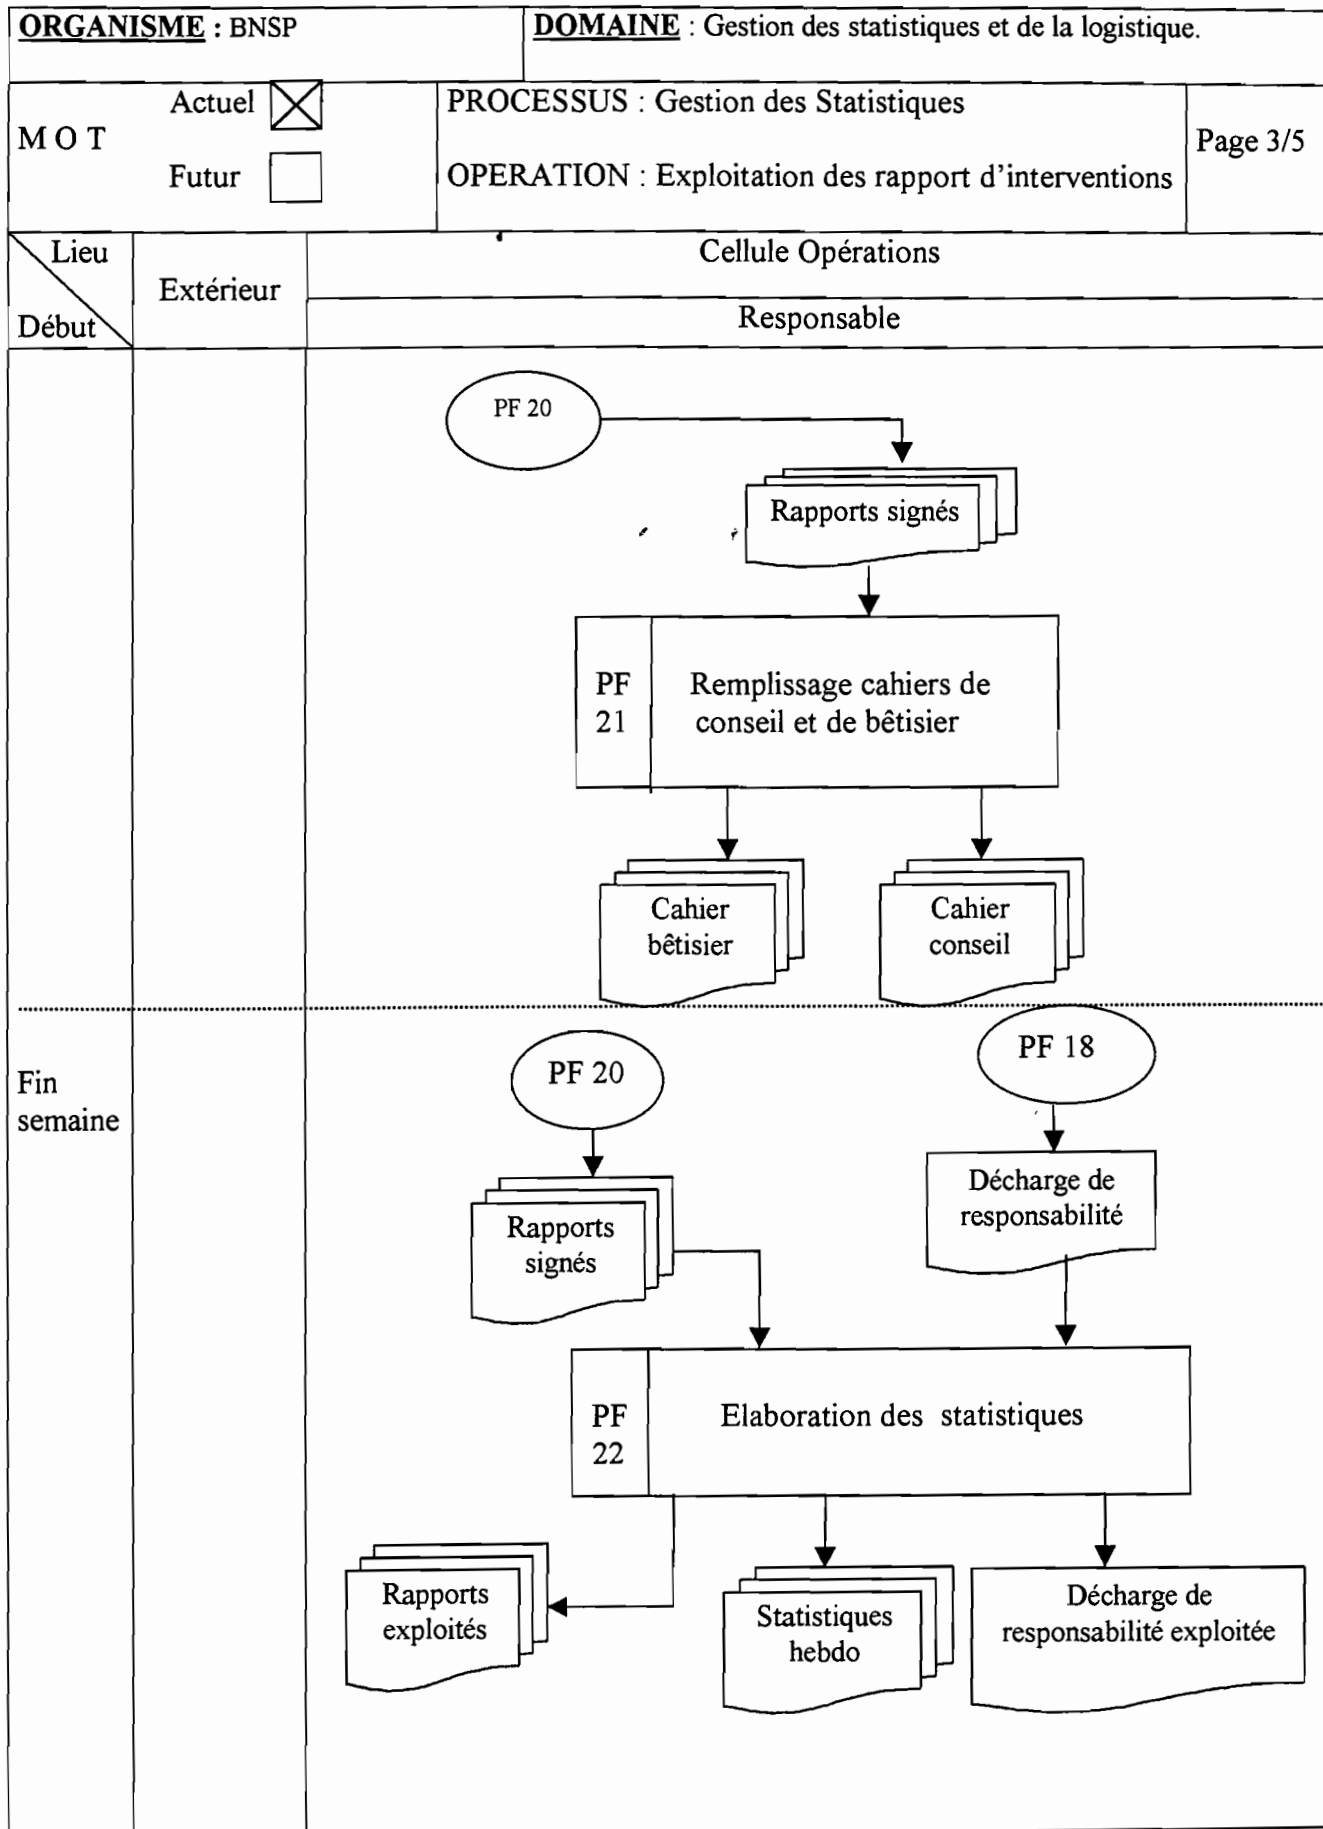 ORGANISME : BNSP
DOMAINE : Gestion des statistiques et de la logistique.
M O T
Actuel
Futur
PROCESSUS : Gestion des Statistiques
OPERATION : Exploitation des rapport d'interventions
Page 3/5
Lieu
Début
Extérieur
Cellule Opérations
Responsable
PF 20
Rapports signés
PF
21
Remplissage cahiers de
conseil et de bêtisier
Cahier
bêtisier
Cahier
conseil
Fin
semaine
PF 20
PF 18
Rapports
signés
Décharge de
responsabilité
PF
22
Elaboration des statistiques
Rapports
exploités
Statistiques
hebdo
Décharge de
responsabilité exploitée